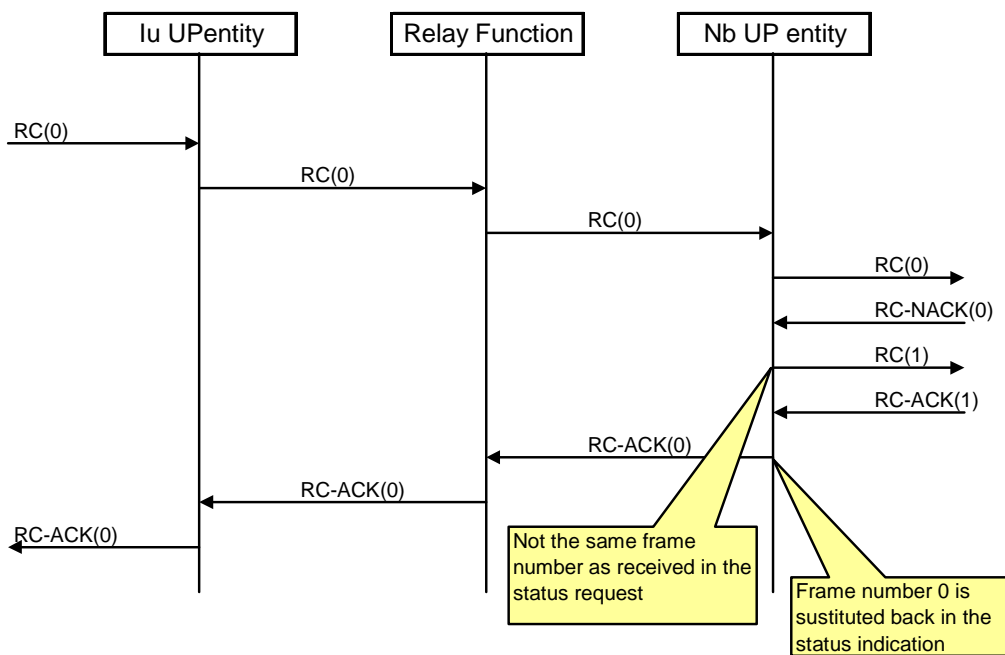 Iu UPentity
Relay Function
Nb UP entity
RC(0)
RC(0)
RC(0)
RC(0)
RC-NACK(0)
RC(1)
RC-ACK(1)
RC-ACK(0)
RC-ACK(0)
RC-ACK(0)
Not the same frame
number as received in the
status request
Frame number 0 is
sustituted back in the
status indication